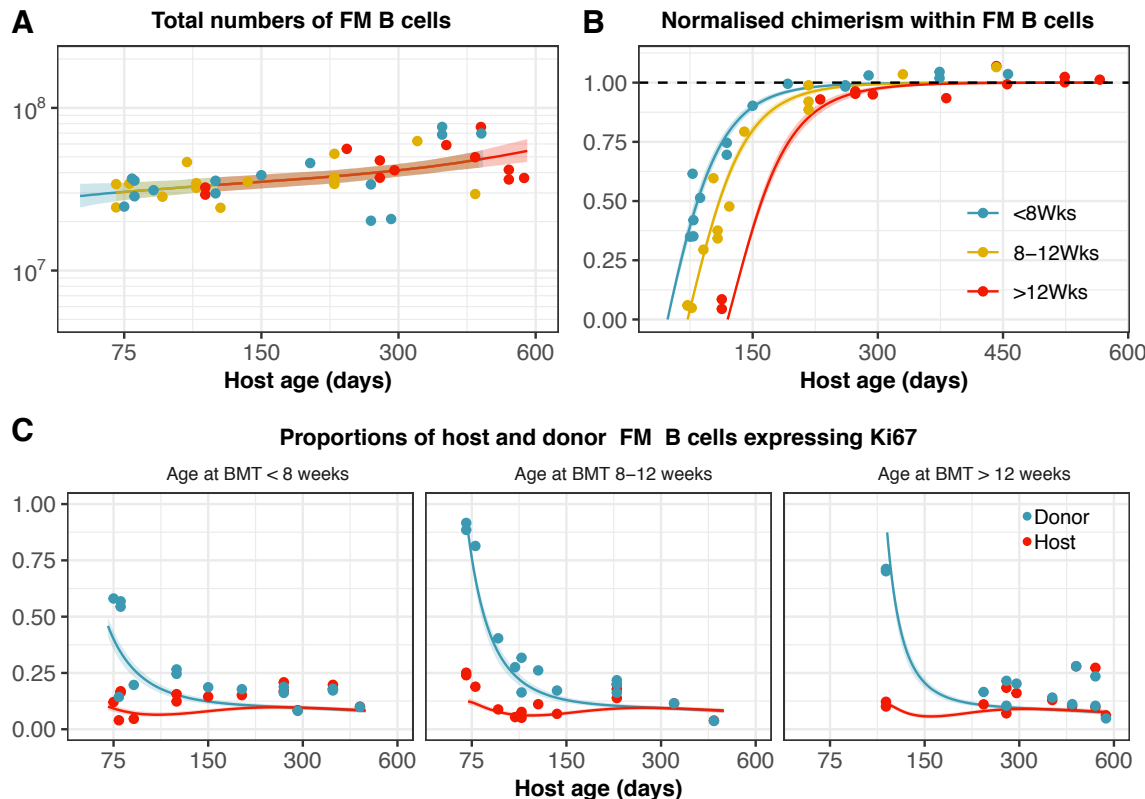 A
Total numbers of FM B cells
10⁸
10⁷
75
150
300
600
Host age (days)
B
Normalised chimerism within FM B cells
1.00
0.75
0.50
0.25
0.00
<8Wks
8–12Wks
>12Wks
150
300
450
600
Host age (days)
C
Proportions of host and donor FM B cells expressing Ki67
Age at BMT < 8 weeks
Age at BMT 8–12 weeks
Age at BMT > 12 weeks
1.00
0.75
0.50
0.25
0.00
Donor
Host
75
150
300
600
75
150
300
600
75
150
300
600
Host age (days)